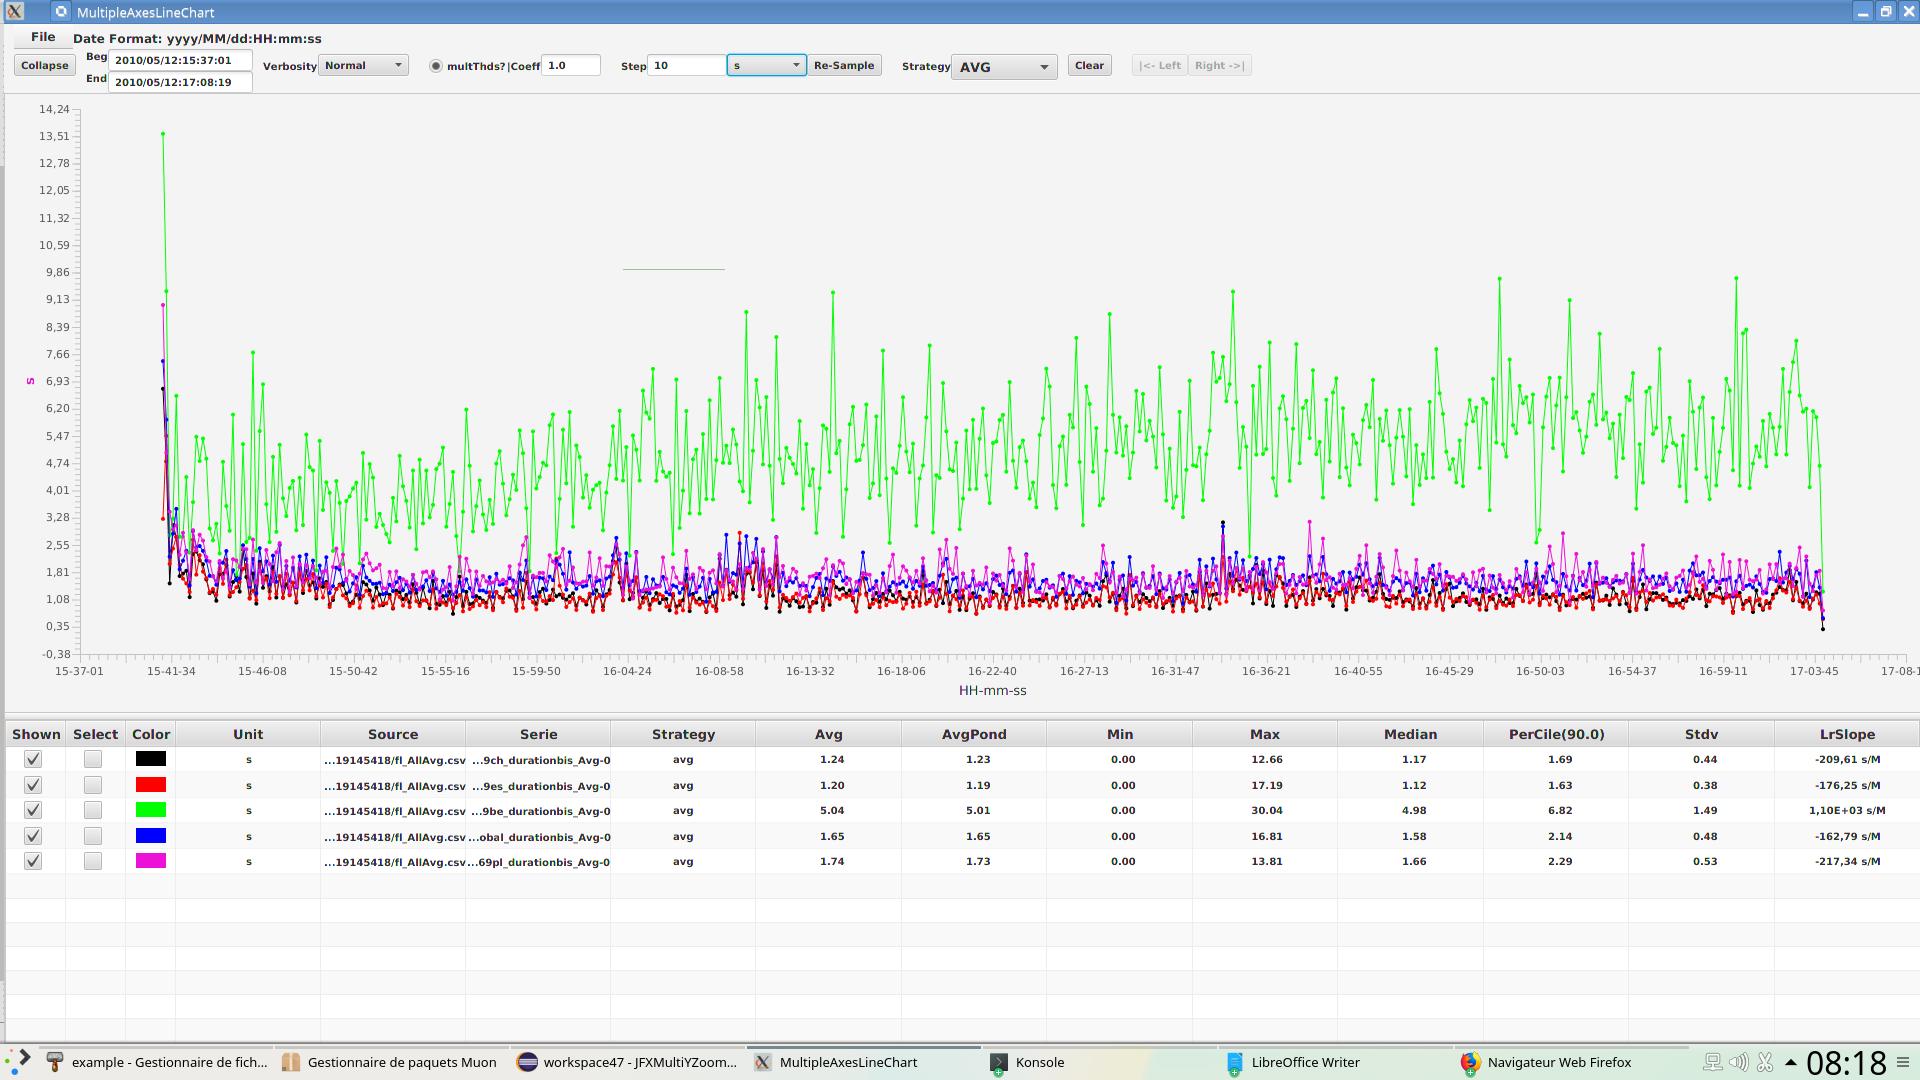 MultipleAxesLineChart
File Date Format: yyyy/MM/dd:HH:mm:ss
Collapse Beg 2010/05/12:15:37:01 Verbosity Normal multThds?|Coeff 1.0 Step 10 s Re-Sample Strategy AVG Clear |<- Left Right ->|
End 2010/05/12:17:08:19
14,24
13,51
12,78
12,05
11,32
10,59
9,86
9,13
8,39
7,66
6,93
s
6,20
5,47
4,74
4,01
3,28
2,55
1,81
1,08
0,35
-0,38
15-37-01 15-41-34 15-46-08 15-50-42 15-55-16 15-59-50 16-04-24 16-08-58 16-13-32 16-18-06 16-22-40 16-27-13 16-31-47 16-36-21 16-40-55 16-45-29 16-50-03 16-54-37 16-59-11 17-03-45 17-08-1
HH-mm-ss
Shown Select Color Unit Source Serie Strategy Avg AvgPond Min Max Median PerCile(90.0) Stdv LrSlope
s ...19145418/fl_AllAvg.csv ...9ch_durationbis_Avg-0 avg 1.24 1.23 0.00 12.66 1.17 1.69 0.44 -209,61 s/M
s ...19145418/fl_AllAvg.csv ...9es_durationbis_Avg-0 avg 1.20 1.19 0.00 17.19 1.12 1.63 0.38 -176,25 s/M
s ...19145418/fl_AllAvg.csv ...9be_durationbis_Avg-0 avg 5.04 5.01 0.00 30.04 4.98 6.82 1.49 1,10E+03 s/M
s ...19145418/fl_AllAvg.csv ...obal_durationbis_Avg-0 avg 1.65 1.65 0.00 16.81 1.58 2.14 0.48 -162,79 s/M
s ...19145418/fl_AllAvg.csv ...69pl_durationbis_Avg-0 avg 1.74 1.73 0.00 13.81 1.66 2.29 0.53 -217,34 s/M
example - Gestionnaire de fich... Gestionnaire de paquets Muon workspace47 - JFXMultiYZoom... MultipleAxesLineChart Konsole LibreOffice Writer Navigateur Web Firefox 08:18